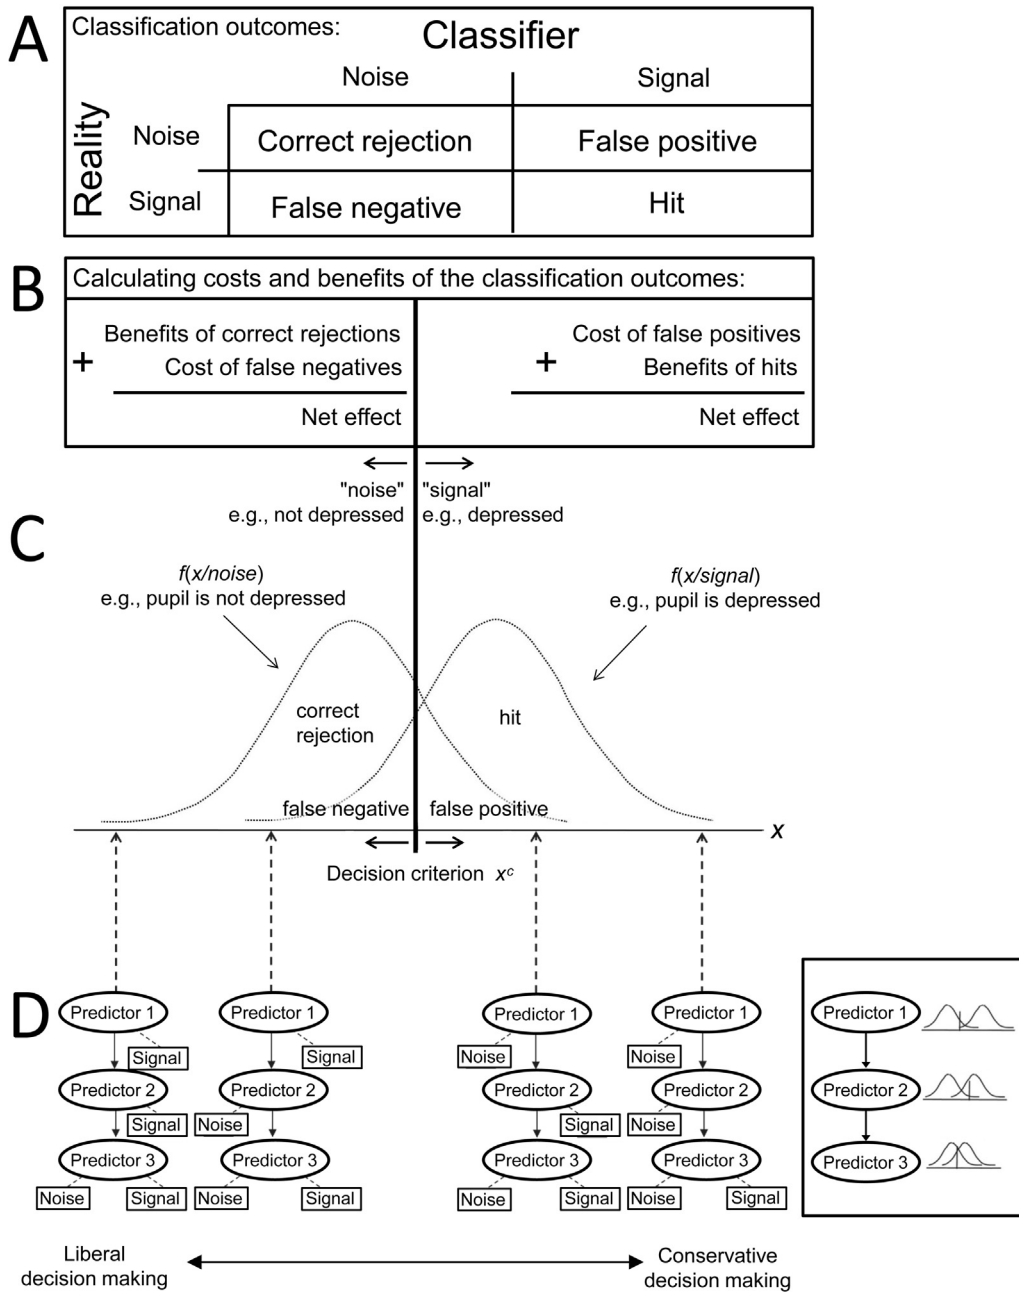 A
Classification outcomes:
Classifier
Noise
Signal
Reality
Noise
Correct rejection
False positive
Signal
False negative
Hit
B
Calculating costs and benefits of the classification outcomes:
Benefits of correct rejections
+
Cost of false negatives
Net effect
Cost of false positives
+
Benefits of hits
Net effect
"noise"
e.g., not depressed
"signal"
e.g., depressed
C
f(x/noise)
e.g., pupil is not depressed
f(x/signal)
e.g., pupil is depressed
correct
rejection
hit
false negative
false positive
x
Decision criterion xᶜ
D
Predictor 1
Signal
Predictor 2
Signal
Predictor 3
Noise
Signal
Predictor 1
Signal
Predictor 2
Noise
Predictor 3
Noise
Signal
Predictor 1
Noise
Predictor 2
Signal
Predictor 3
Noise
Signal
Predictor 1
Noise
Predictor 2
Noise
Predictor 3
Noise
Signal
Predictor 1
Predictor 2
Predictor 3
Liberal
decision making
Conservative
decision making